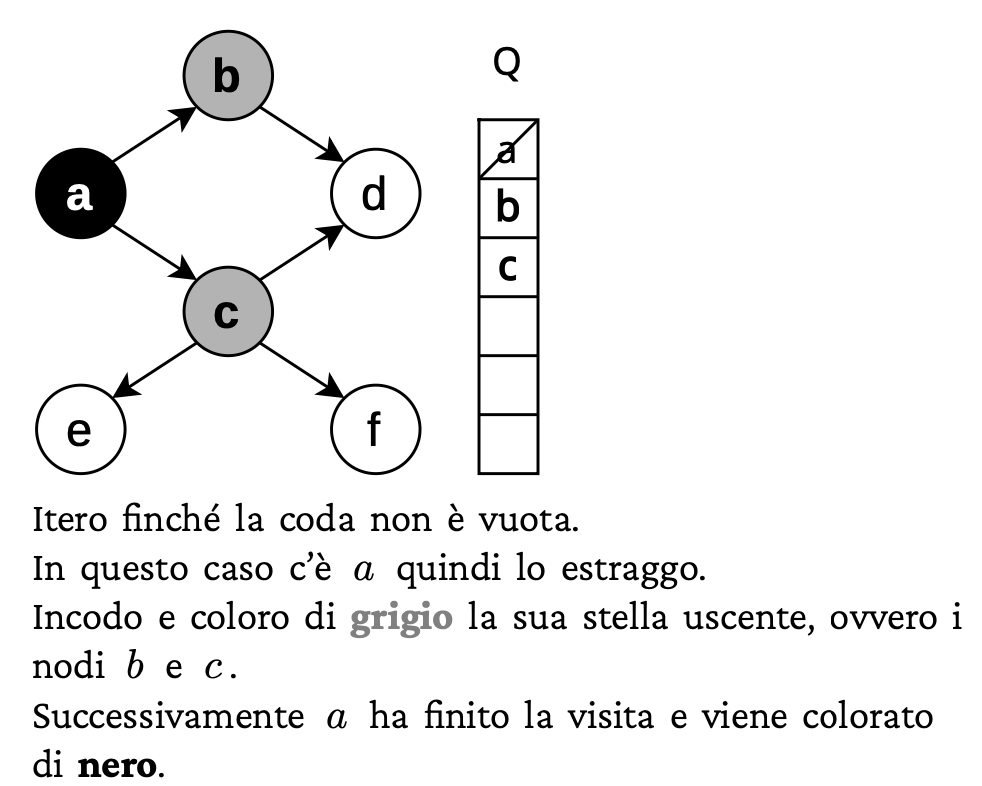 b
Q
a
a
d
b
c
c
e
f
Itero finché la coda non è vuota.
In questo caso c’è a quindi lo estraggo.
Incodo e coloro di grigio la sua stella uscente, ovvero i
nodi b e c.
Successivamente a ha finito la visita e viene colorato
di nero.